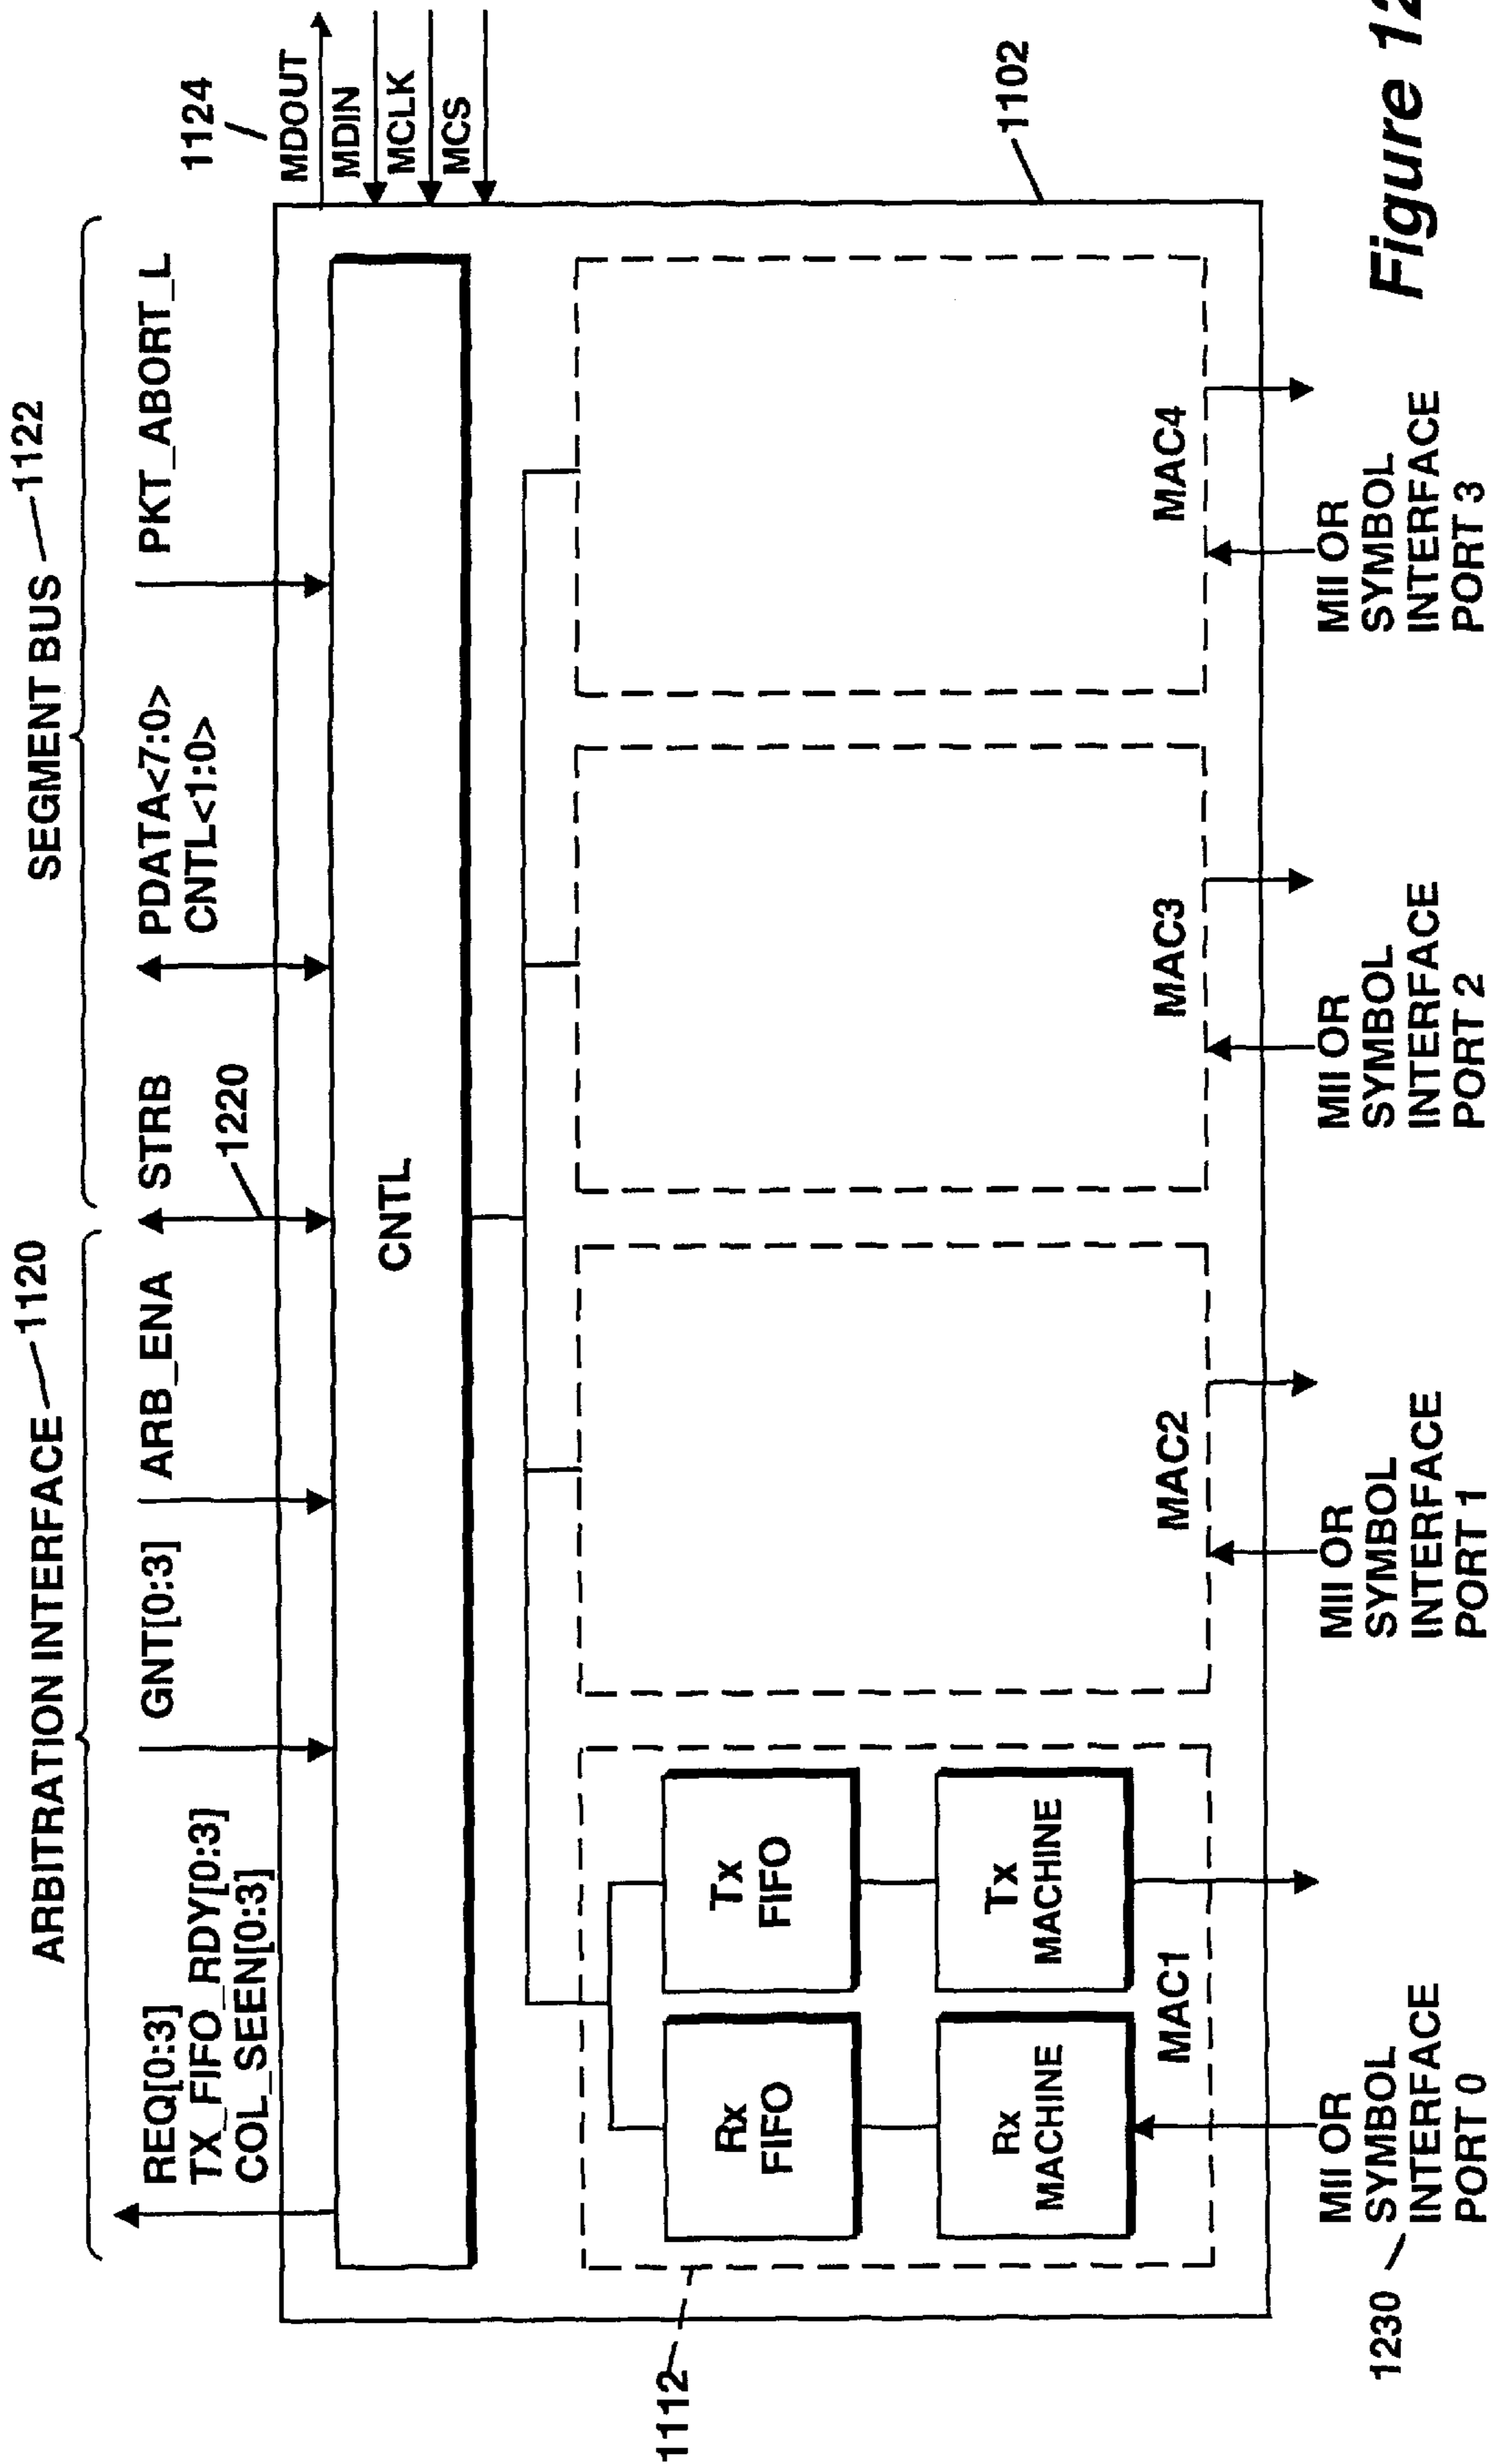 ARBITRATION INTERFACE 1120
SEGMENT BUS 1122
REQ[0:3]
TX_FIFO_RDY[0:3]
COL_SEEN[0:3]
GNT[0:3]
ARB_ENA
STRB
1220
PDATA<7:0>
CNTL<1:0>
PKT_ABORT_L
1124
MDOUT
MDIN
MCLK
MCS
CNTL
1112
Rx
FIFO
Tx
FIFO
Rx
MACHINE
Tx
MACHINE
MAC1
MAC2
MAC3
MAC4
1102
1230
MII OR
SYMBOL
INTERFACE
PORT 0
MII OR
SYMBOL
INTERFACE
PORT 1
MII OR
SYMBOL
INTERFACE
PORT 2
MII OR
SYMBOL
INTERFACE
PORT 3
Figure 12